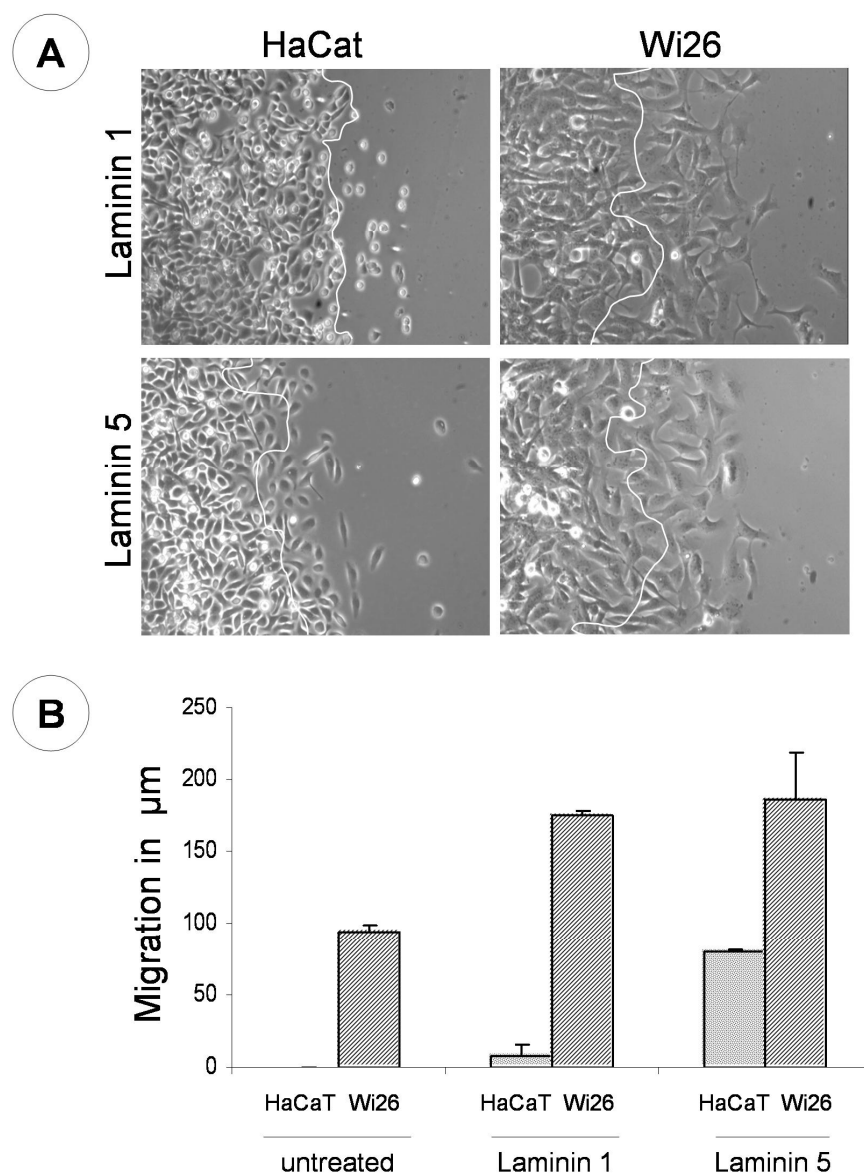 A
HaCat Wi26
Laminin 1
Laminin 5
B
Migration in µm
250
200
150
100
50
0
HaCaT Wi26 HaCaT Wi26 HaCaT Wi26
untreated Laminin 1 Laminin 5